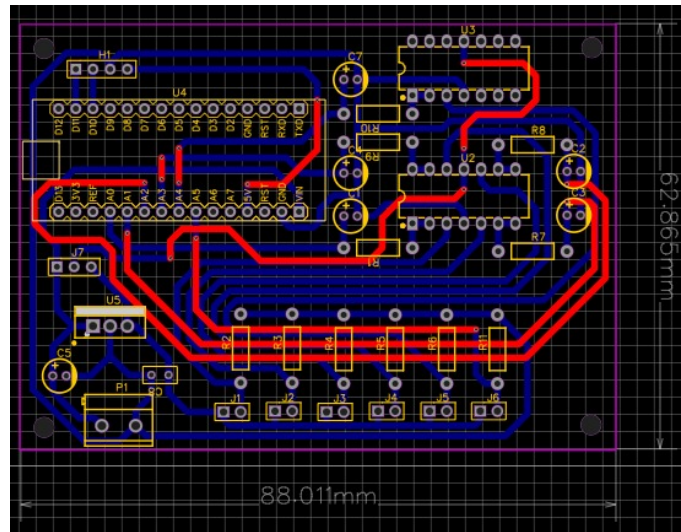 U3
H1
C7
U4
D12 D11 D10 D9 D8 D7 D6 D5 D4 D3 D2 GND RST RXD TXD
R10
R8
R9
C4
U2
C2
D13 3V3 REF A0 A1 A2 A3 A4 A5 A6 A7 5V RST GND VIN
C1
C3
R1
R7
J7
U5
R2 R3 R4 R5 R6 R11
C5
P1
J1 J2 J3 J4 J5 J6
62.865mm
88.011mm